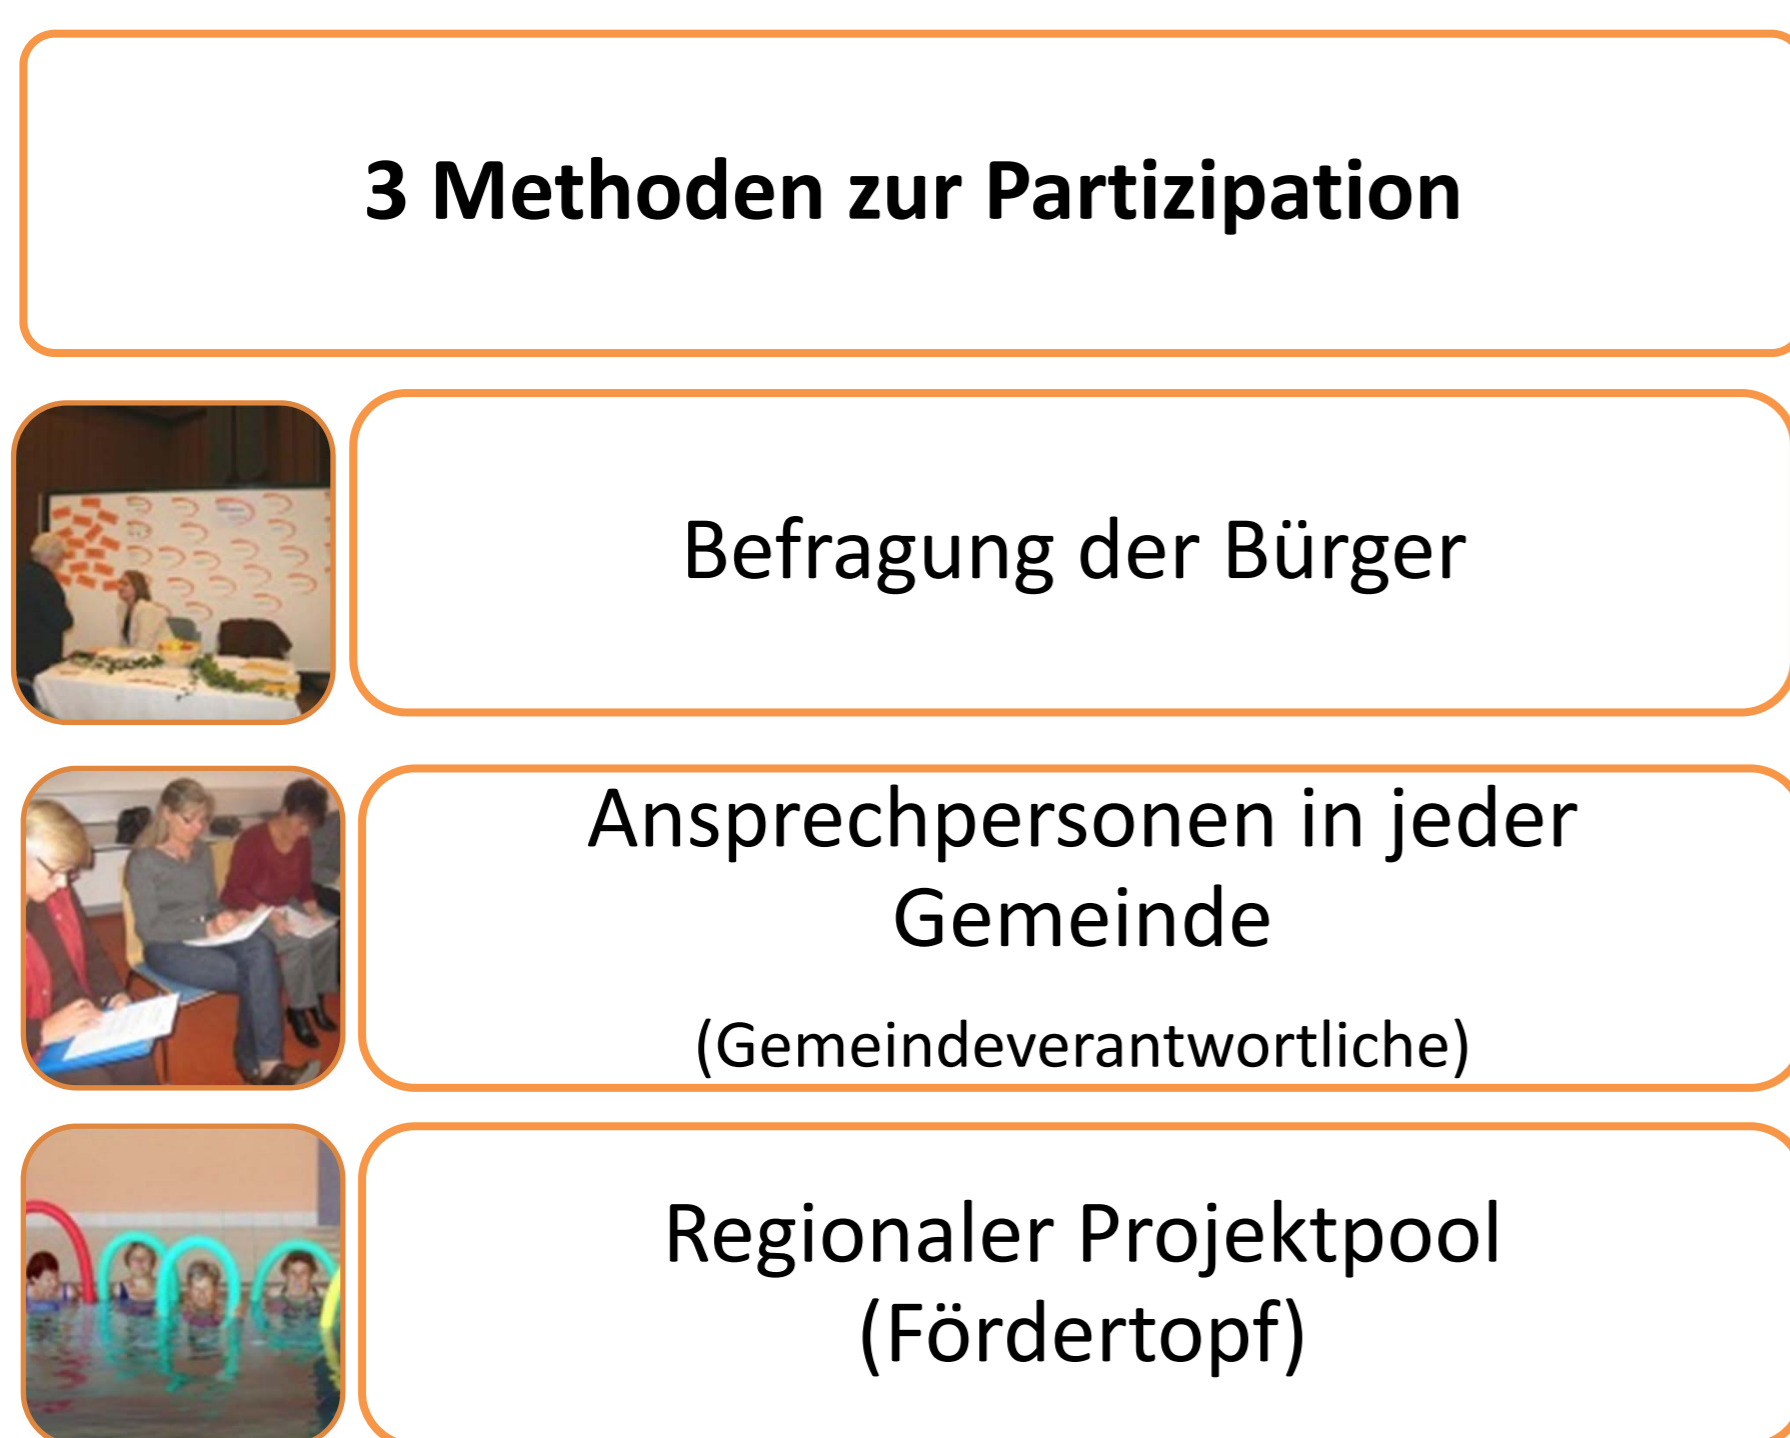 3 Methoden zur Partizipation
Befragung der Bürger
Ansprechpersonen in jeder
Gemeinde
(Gemeindeverantwortliche)
Regionaler Projektpool
(Fördertopf)